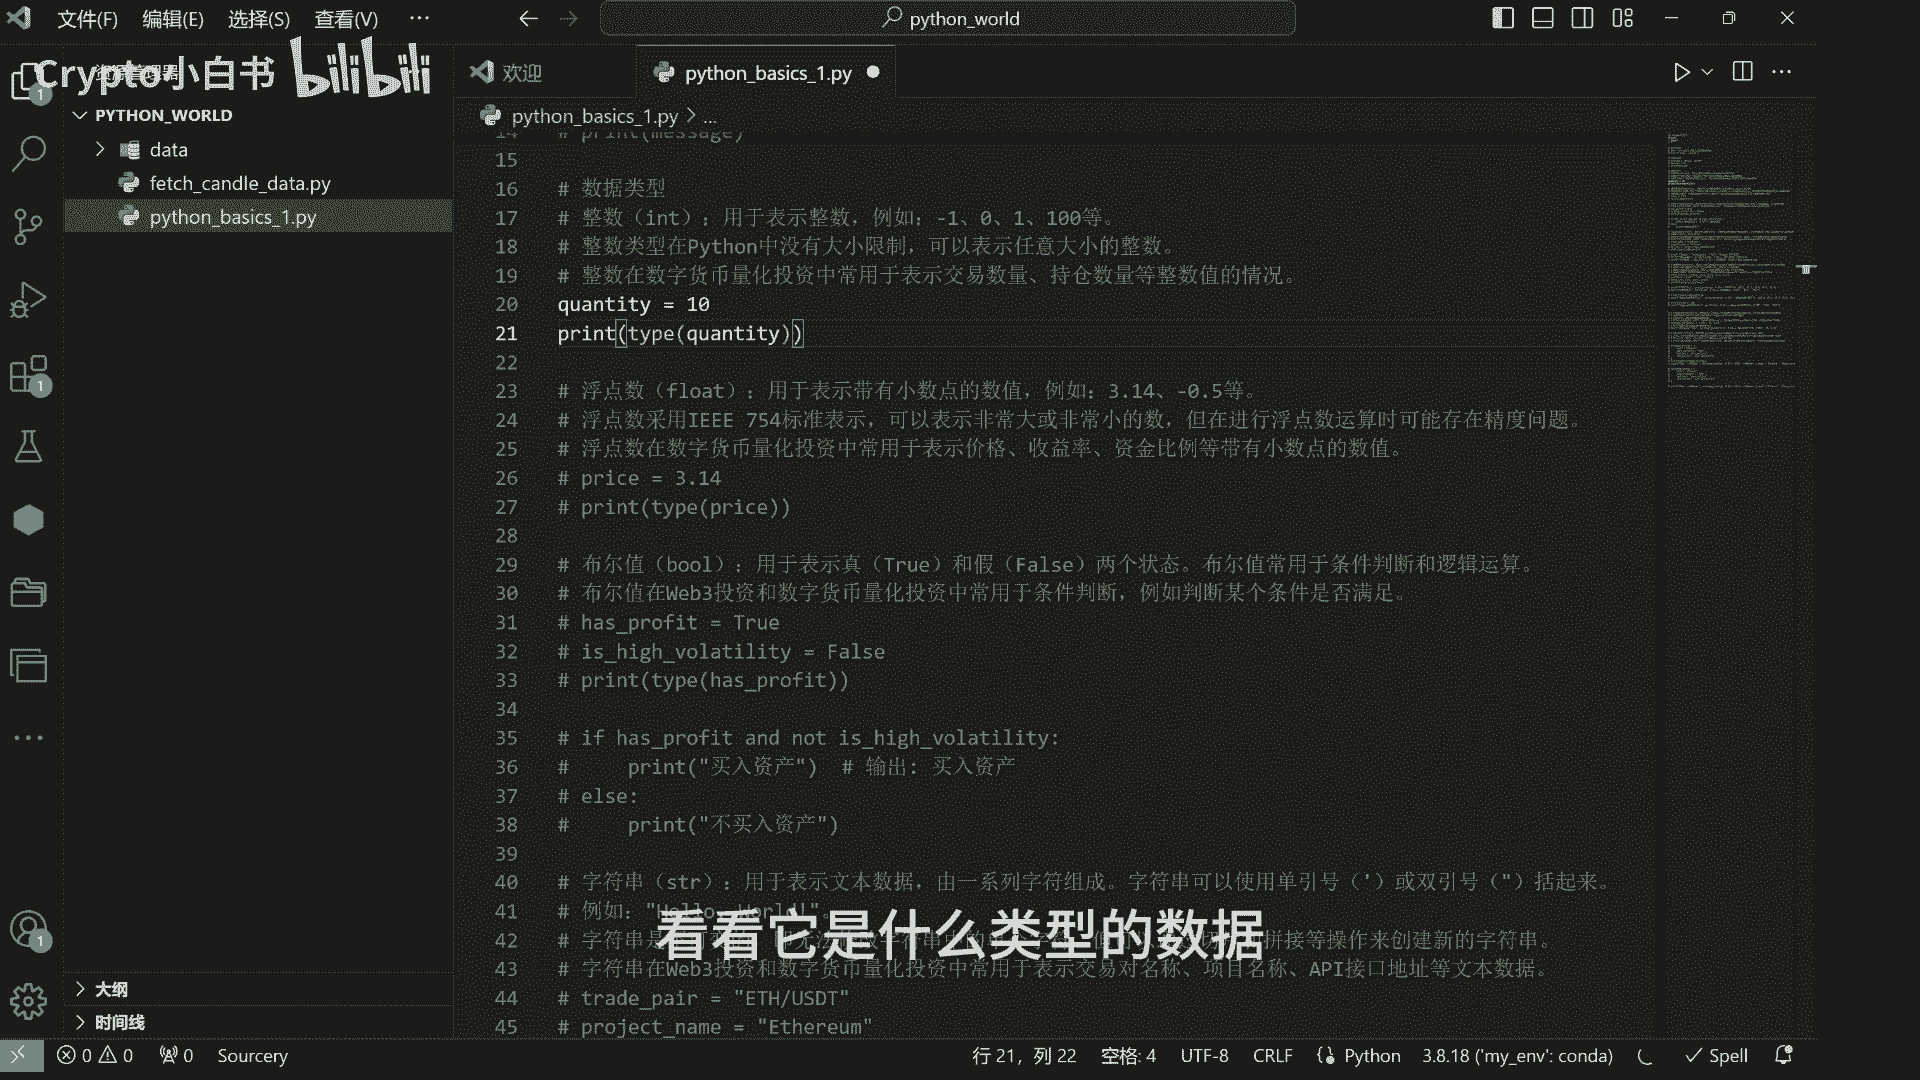 文件(F) 编辑(E) 选择(S) 查看(V) ··· python_world
Crypto小白书 bilibili
欢迎 python_basics_1.py
PYTHON_WORLD
data
fetch_candle_data.py
python_basics_1.py
大纲
时间线
python_basics_1.py > ...
14 # print(message)
15
16 # 数据类型
17 # 整数（int）：用于表示整数，例如：-1、0、1、100等。
18 # 整数类型在Python中没有大小限制，可以表示任意大小的整数。
19 # 整数在数字货币量化投资中常用于表示交易数量、持仓数量等整数值的情况。
20 quantity = 10
21 print(type(quantity))
22
23 # 浮点数（float）：用于表示带有小数点的数值，例如：3.14、-0.5等。
24 # 浮点数采用IEEE 754标准表示，可以表示非常大或非常小的数，但在进行浮点数运算时可能存在精度问题。
25 # 浮点数在数字货币量化投资中常用于表示价格、收益率、资金比例等带有小数点的数值。
26 # price = 3.14
27 # print(type(price))
28
29 # 布尔值（bool）：用于表示真（True）和假（False）两个状态。布尔值常用于条件判断和逻辑运算。
30 # 布尔值在Web3投资和数字货币量化投资中常用于条件判断，例如判断某个条件是否满足。
31 # has_profit = True
32 # is_high_volatility = False
33 # print(type(has_profit))
34
35 # if has_profit and not is_high_volatility:
36 #     print("买入资产")  # 输出: 买入资产
37 # else:
38 #     print("不买入资产")
39
40 # 字符串（str）：用于表示文本数据，由一系列字符组成。字符串可以使用单引号（'）或双引号（"）括起来。
41 # 例如："Hello, World!"。
42 # 字符串是 拼接等操作来创建新的字符串。
看看它是什么类型的数据
43 # 字符串在Web3投资和数字货币量化投资中常用于表示交易对名称、项目名称、API接口地址等文本数据。
44 # trade_pair = "ETH/USDT"
45 # project_name = "Ethereum"
0 0 0 Sourcery 行 21，列 22 空格: 4 UTF-8 CRLF Python 3.8.18 ('my_env': conda) Spell